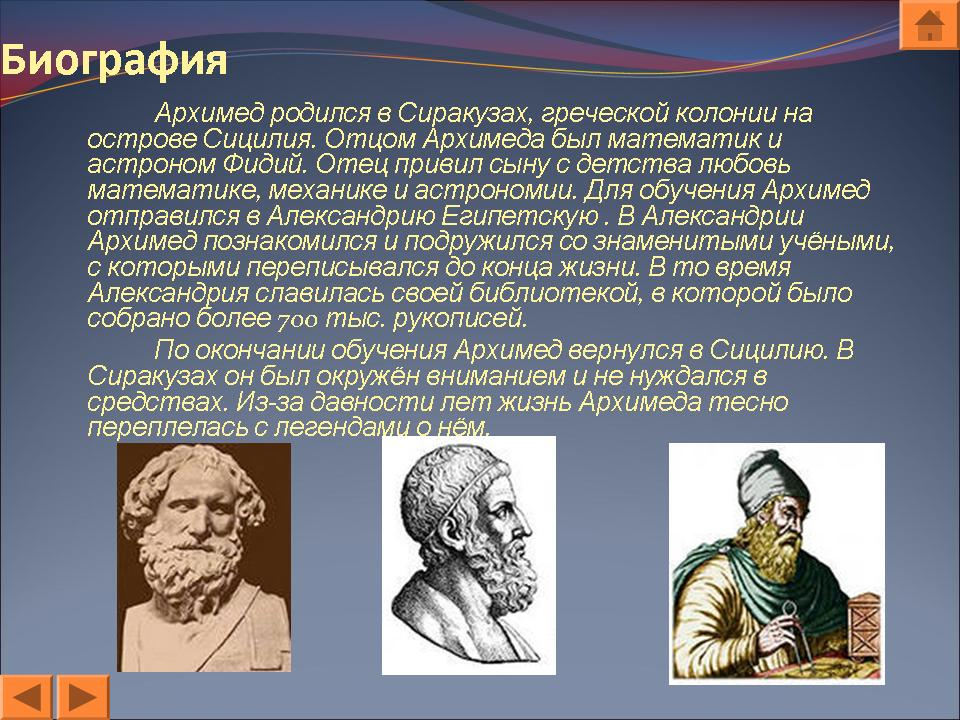 Биография
Архимед родился в Сиракузах, греческой колонии на
острове Сицилия. Отцом Архимеда был математик и
астроном Фидий. Отец привил сыну с детства любовь
математике, механике и астрономии. Для обучения Архимед
отправился в Александрию Египетскую . В Александрии
Архимед познакомился и подружился со знаменитыми учёными,
с которыми переписывался до конца жизни. В то время
Александрия славилась своей библиотекой, в которой было
собрано более 700 тыс. рукописей.
По окончании обучения Архимед вернулся в Сицилию. В
Сиракузах он был окружён вниманием и не нуждался в
средствах. Из-за давности лет жизнь Архимеда тесно
переплелась с легендами о нём.